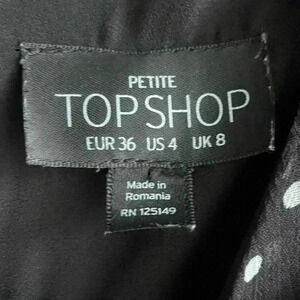 PETITE
TOPSHOP
EUR 36 US 4 UK 8
Made in
Romania
RN 125149